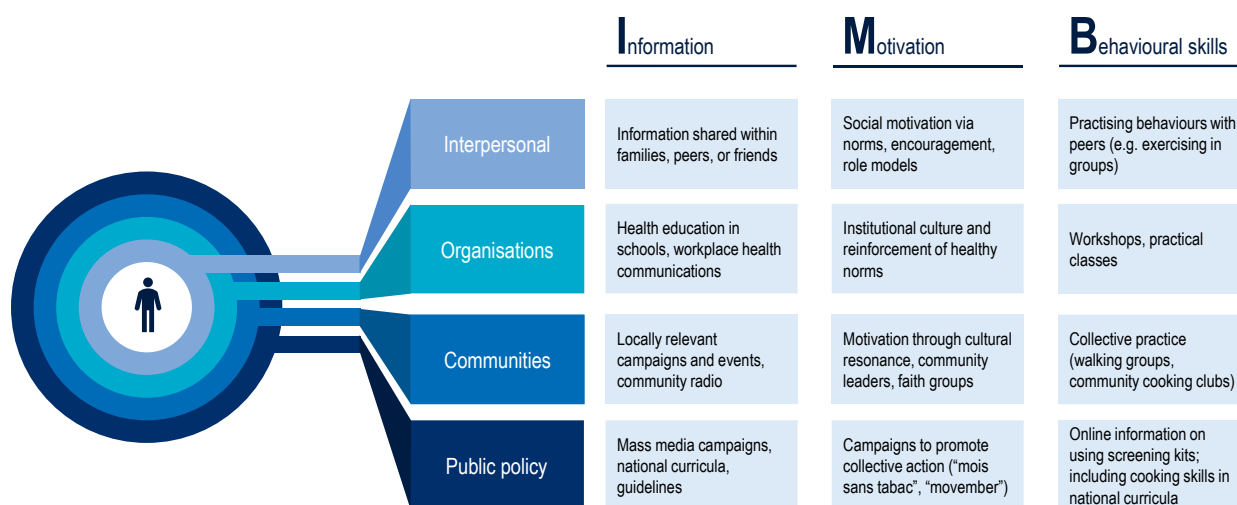 Information
Motivation
Behavioural skills
Interpersonal
Information shared within
families, peers, or friends
Social motivation via
norms, encouragement,
role models
Practising behaviours with
peers (e.g. exercising in
groups)
Organisations
Health education in
schools, workplace health
communications
Institutional culture and
reinforcement of healthy
norms
Workshops, practical
classes
Communities
Locally relevant
campaigns and events,
community radio
Motivation through cultural
resonance, community
leaders, faith groups
Collective practice
(walking groups,
community cooking clubs)
Public policy
Mass media campaigns,
national curricula,
guidelines
Campaigns to promote
collective action (“mois
sans tabac”, “movember”)
Online information on
using screening kits;
including cooking skills in
national curricula